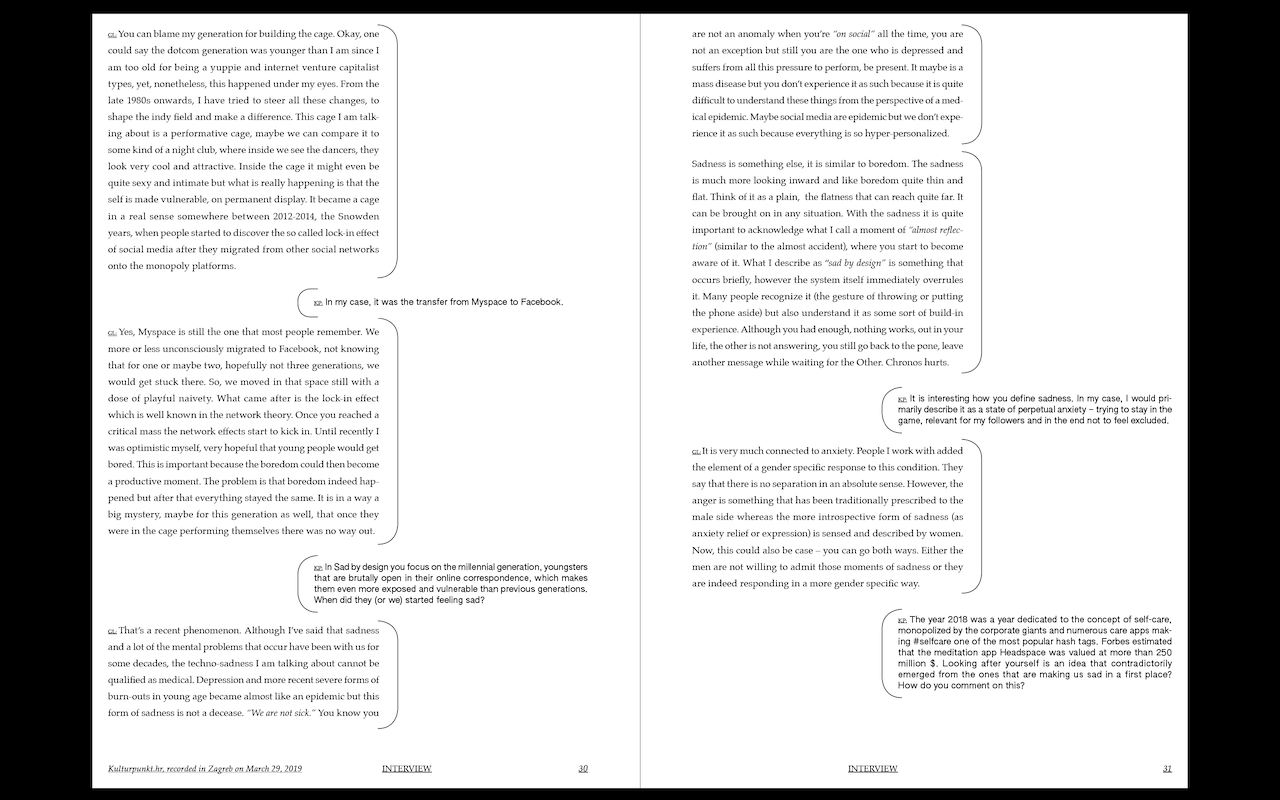 GL: You can blame my generation for building the cage. Okay, one
could say the dotcom generation was younger than I am since I
am too old for being a yuppie and internet venture capitalist
types, yet, nonetheless, this happened under my eyes. From the
late 1980s onwards, I have tried to steer all these changes, to
shape the indy field and make a difference. This cage I am talk-
ing about is a performative cage, maybe we can compare it to
some kind of a night club, where inside we see the dancers, they
look very cool and attractive. Inside the cage it might even be
quite sexy and intimate but what is really happening is that the
self is made vulnerable, on permanent display. It became a cage
in a real sense somewhere between 2012-2014, the Snowden
years, when people started to discover the so called lock-in effect
of social media after they migrated from other social networks
onto the monopoly platforms.
KP: In my case, it was the transfer from Myspace to Facebook.
GL: Yes, Myspace is still the one that most people remember. We
more or less unconsciously migrated to Facebook, not knowing
that for one or maybe two, hopefully not three generations, we
would get stuck there. So, we moved in that space still with a
dose of playful naivety. What came after is the lock-in effect
which is well known in the network theory. Once you reached a
critical mass the network effects start to kick in. Until recently I
was optimistic myself, very hopeful that young people would get
bored. This is important because the boredom could then become
a productive moment. The problem is that boredom indeed hap-
pened but after that everything stayed the same. It is in a way a
big mystery, maybe for this generation as well, that once they
were in the cage performing themselves there was no way out.
KP: In Sad by design you focus on the millennial generation, youngsters
that are brutally open in their online correspondence, which makes
them even more exposed and vulnerable than previous generations.
When did they (or we) started feeling sad?
GL: That's a recent phenomenon. Although I've said that sadness
and a lot of the mental problems that occur have been with us for
some decades, the techno-sadness I am talking about cannot be
qualified as medical. Depression and more recent severe forms of
burn-outs in young age became almost like an epidemic but this
form of sadness is not a decease. "We are not sick." You know you
Kulturpunkt.hr, recorded in Zagreb on March 29, 2019
INTERVIEW
30
are not an anomaly when you're "on social" all the time, you are
not an exception but still you are the one who is depressed and
suffers from all this pressure to perform, be present. It maybe is a
mass disease but you don't experience it as such because it is quite
difficult to understand these things from the perspective of a med-
ical epidemic. Maybe social media are epidemic but we don't expe-
rience it as such because everything is so hyper-personalized.
Sadness is something else, it is similar to boredom. The sadness
is much more looking inward and like boredom quite thin and
flat. Think of it as a plain, the flatness that can reach quite far. It
can be brought on in any situation. With the sadness it is quite
important to acknowledge what I call a moment of "almost reflec-
tion" (similar to the almost accident), where you start to become
aware of it. What I describe as "sad by design" is something that
occurs briefly, however the system itself immediately overrules
it. Many people recognize it (the gesture of throwing or putting
the phone aside) but also understand it as some sort of build-in
experience. Although you had enough, nothing works, out in your
life, the other is not answering, you still go back to the pone, leave
another message while waiting for the Other. Chronos hurts.
KP: It is interesting how you define sadness. In my case, I would pri-
marily describe it as a state of perpetual anxiety – trying to stay in the
game, relevant for my followers and in the end not to feel excluded.
GL: It is very much connected to anxiety. People I work with added
the element of a gender specific response to this condition. They
say that there is no separation in an absolute sense. However, the
anger is something that has been traditionally prescribed to the
male side whereas the more introspective form of sadness (as
anxiety relief or expression) is sensed and described by women.
Now, this could also be case – you can go both ways. Either the
men are not willing to admit those moments of sadness or they
are indeed responding in a more gender specific way.
KP: The year 2018 was a year dedicated to the concept of self-care,
monopolized by the corporate giants and numerous care apps mak-
ing #selfcare one of the most popular hash tags. Forbes estimated
that the meditation app Headspace was valued at more than 250
million $. Looking after yourself is an idea that contradictorily
emerged from the ones that are making us sad in a first place?
How do you comment on this?
INTERVIEW
31